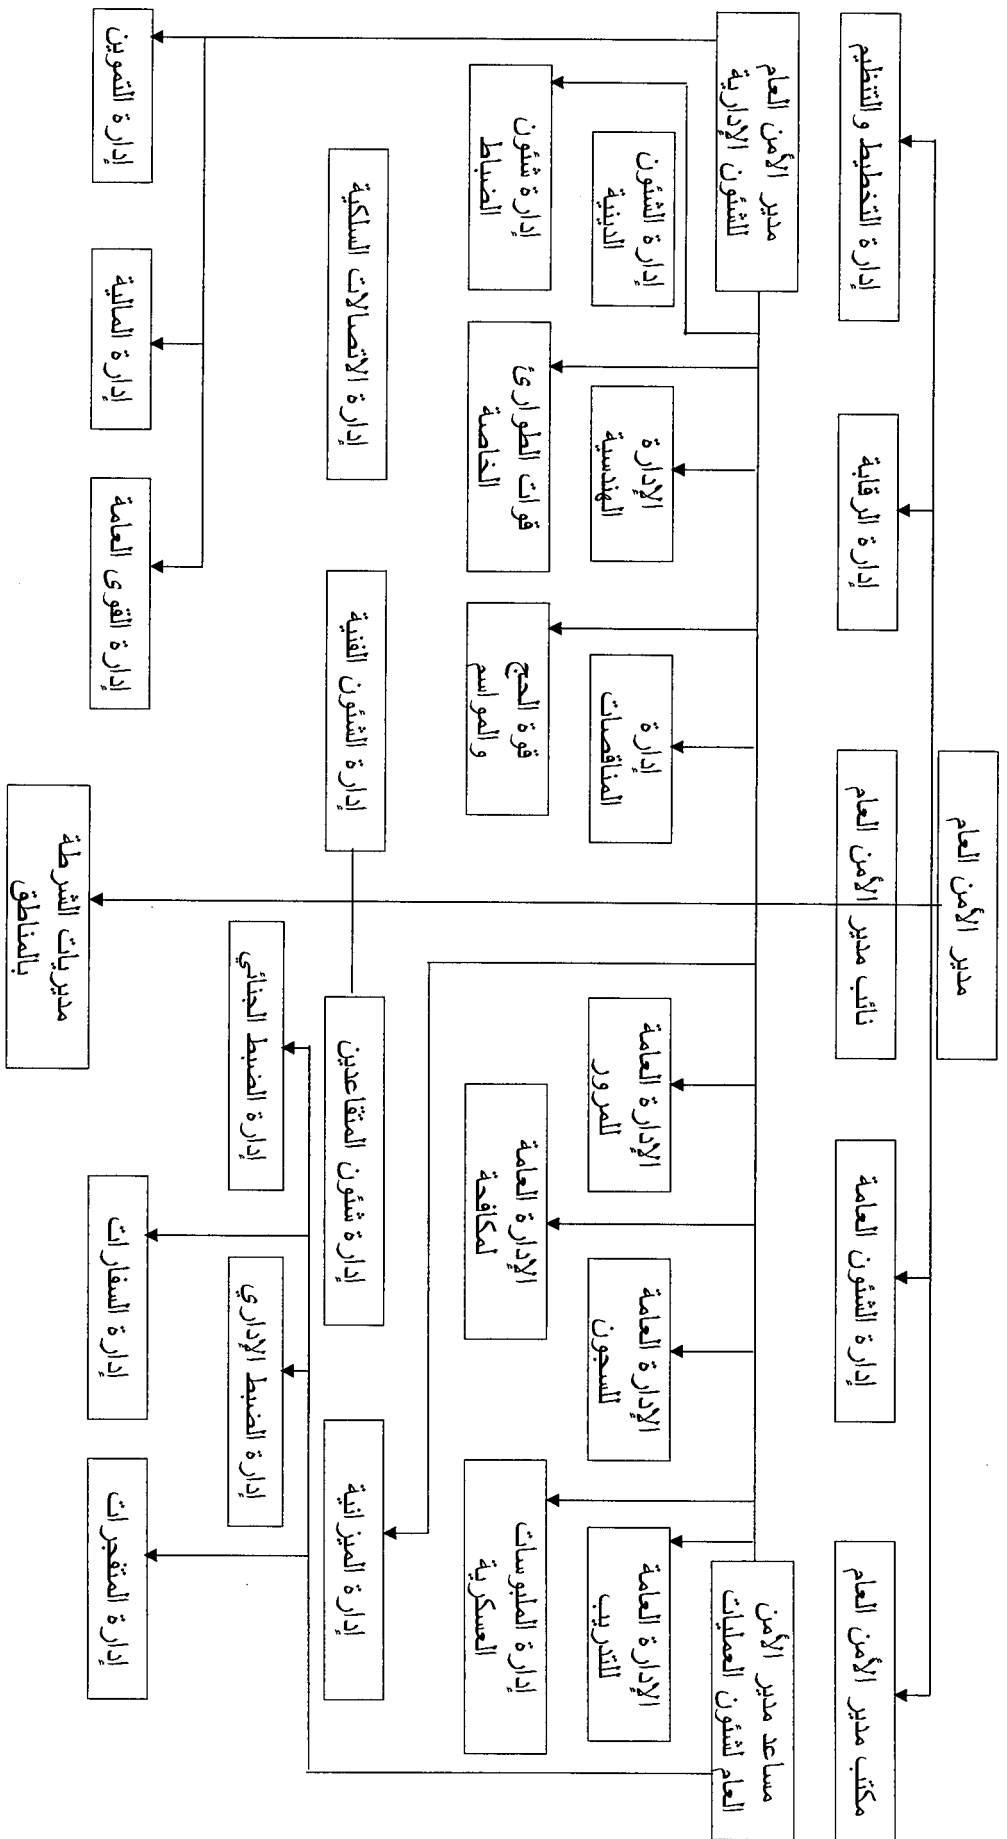 مدير الأمن العام
نائب مدير الأمن العام
مكتب مدير الأمن العام
إدارة الشئون العامة
إدارة الرقابة
إدارة التخطيط والتنظيم
مساعد مدير الأمن
العام لشئون العمليات
مدير الأمن العام
للشئون الإدارية
الإدارة العامة
للتدريب
الإدارة العامة
للسجون
الإدارة العامة
للمرور
إدارة
المناقصات
الإدارة
الهندسية
إدارة الشئون
الدينية
إدارة الملبوسات
العسكرية
الإدارة العامة
لمكافحة
قوة الحج
والمواسم
قوات الطوارئ
الخاصة
إدارة شئون
الضباط
إدارة الميزانية
إدارة شئون المتقاعدين
إدارة الشئون الفنية
إدارة الاتصالات السلكية
إدارة الضبط الإداري
إدارة الضبط الجنائي
إدارة المتفجرات
إدارة السفارات
إدارة القوى العامة
إدارة المالية
إدارة التموين
مديريات الشرطة
بالمناطق